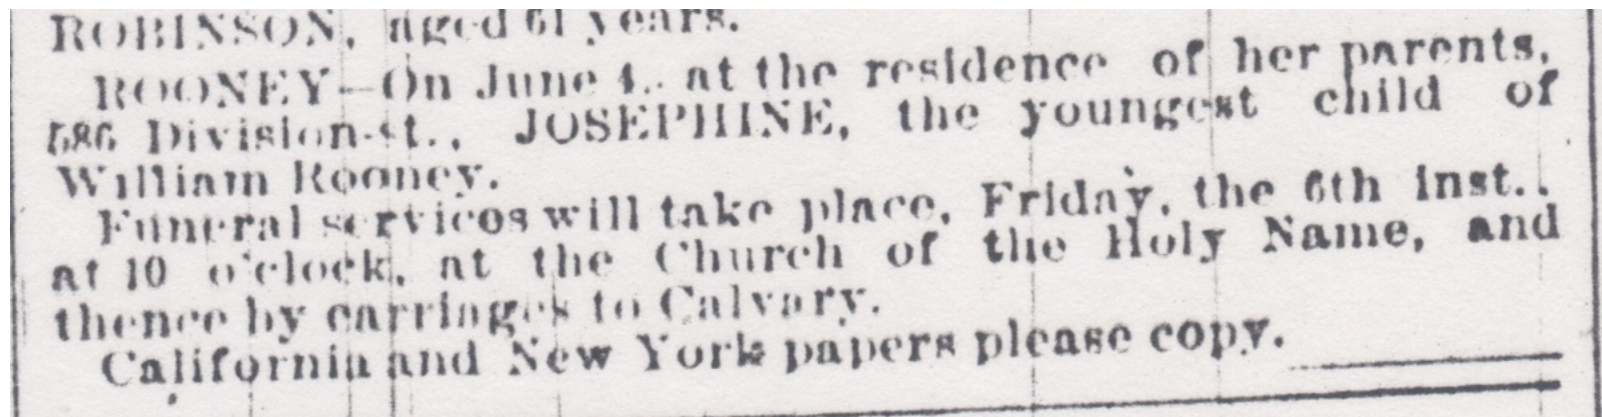 ROBINSON, aged 61 years.
ROONEY—On June 4, at the residence of her parents,
586 Division-st., JOSEPHINE, the youngest child of
William Rooney.
Funeral services will take place, Friday, the 6th inst.,
at 10 o'clock, at the Church of the Holy Name, and
thence by carriages to Calvary.
California and New York papers please copy.